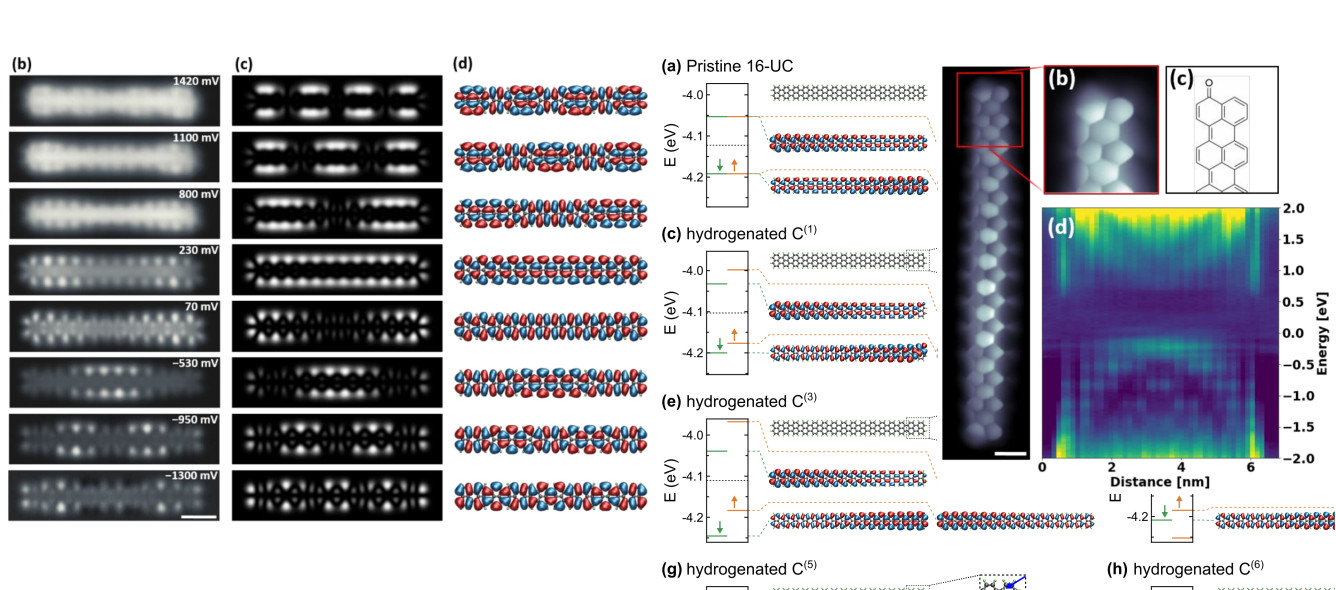 (b)
1420 mV
1100 mV
800 mV
230 mV
70 mV
−530 mV
−950 mV
−1300 mV
(c)
(d)
(a) Pristine 16-UC
E (eV)
-4.0
-4.1
-4.2
(c) hydrogenated C(1)
E (eV)
-4.0
-4.1
-4.2
(e) hydrogenated C(3)
E (eV)
-4.0
-4.1
-4.2
(g) hydrogenated C(5)
(b)
(c)
O
(d)
2.0
1.5
1.0
0.5
0.0
−0.5
−1.0
−1.5
−2.0
Energy [eV]
0
2
4
6
Distance [nm]
E
-4.2
(h) hydrogenated C(6)